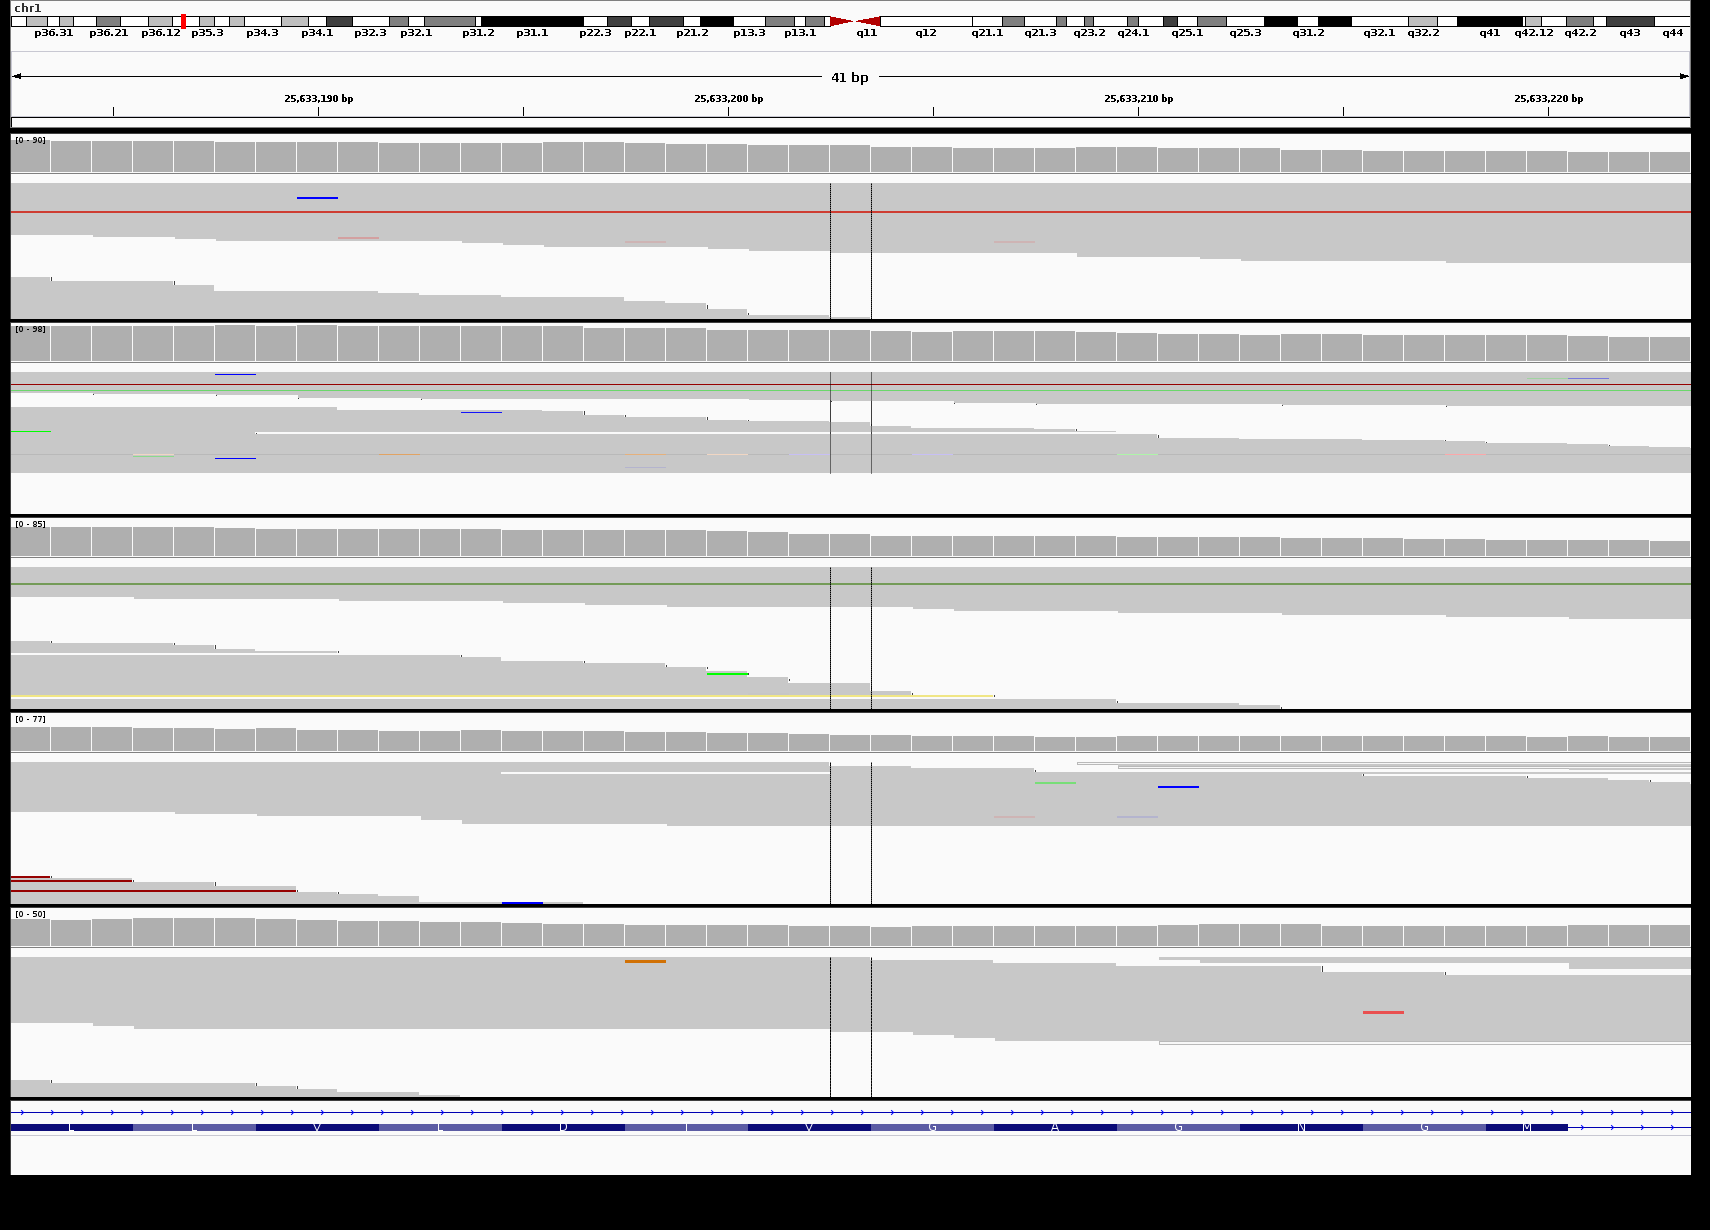 chr1
p36.31 p36.21 p36.12 p35.3 p34.3 p34.1 p32.3 p32.1 p31.2 p31.1 p22.3 p22.1 p21.2 p13.3 p13.1 q11 q12 q21.1 q21.3 q23.2 q24.1 q25.1 q25.3 q31.2 q32.1 q32.2 q41 q42.12 q42.2 q43 q44
41 bp
25,633,190 bp 25,633,200 bp 25,633,210 bp 25,633,220 bp
[0 - 90]
[0 - 98]
[0 - 85]
[0 - 77]
[0 - 50]
L L V L D I V G A G N G M